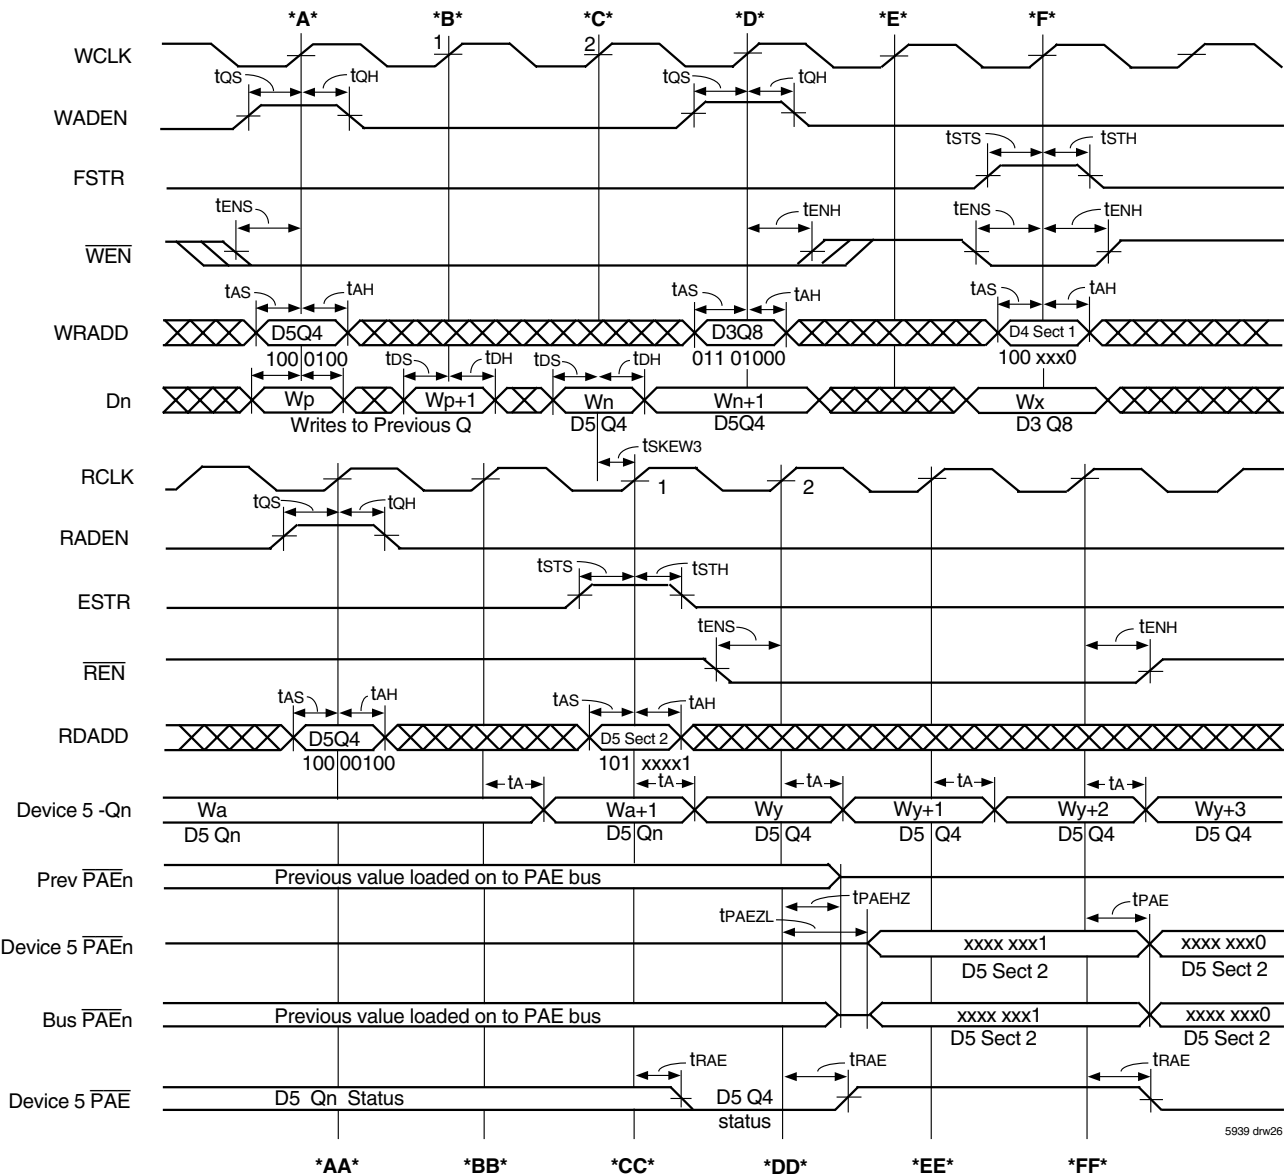 *A* *B* *C* *D* *E* *F*
WCLK 1 2
tQS tQH tQS tQH
WADEN
tSTS tSTH
FSTR
tENS tENH tENS tENH
WEN
tAS tAH tAS tAH tAS tAH
WRADD D5Q4 D3Q8 D4 Sect 1
100 0100 011 01000 100 xxx0
tDS tDH tDS tDH
Dn Wp Wp+1 Wn Wn+1 Wx
Writes to Previous Q D5 Q4 D5Q4 D3 Q8
tSKEW3
RCLK 1 2
tQS tQH
RADEN
tSTS tSTH
ESTR
tENS tENH
REN
tAS tAH tAS tAH
RDADD D5Q4 D5 Sect 2
100 00100 101 xxxx1
tA tA tA tA tA
Device 5 -Qn Wa Wa+1 Wy Wy+1 Wy+2 Wy+3
D5 Qn D5 Qn D5 Q4 D5 Q4 D5 Q4 D5 Q4
Prev PAEn Previous value loaded on to PAE bus
tPAEHZ tPAE
tPAEZL
Device 5 PAEn xxxx xxx1 xxxx xxx0
D5 Sect 2 D5 Sect 2
Bus PAEn Previous value loaded on to PAE bus xxxx xxx1 xxxx xxx0
D5 Sect 2 D5 Sect 2
tRAE tRAE tRAE
Device 5 PAE D5 Qn Status D5 Q4
status
5939 drw26
*AA* *BB* *CC* *DD* *EE* *FF*